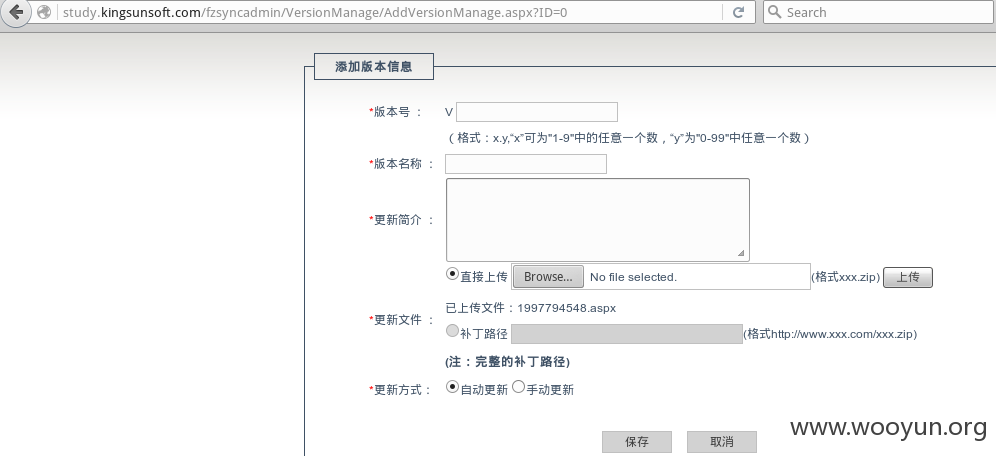 study.kingsunsoft.com/fzsyncadmin/VersionManage/AddVersionManage.aspx?ID=0
Search
添加版本信息
*版本号 ： V
（格式：x.y,“x”可为"1-9"中的任意一个数，“y”为"0-99"中任意一个数）
*版本名称 ：
*更新简介 ：
直接上传 Browse... No file selected. (格式xxx.zip) 上传
已上传文件：1997794548.aspx
*更新文件 ：
补丁路径 (格式http://www.xxx.com/xxx.zip)
(注：完整的补丁路径)
*更新方式： 自动更新 手动更新
保存 取消
www.wooyun.org